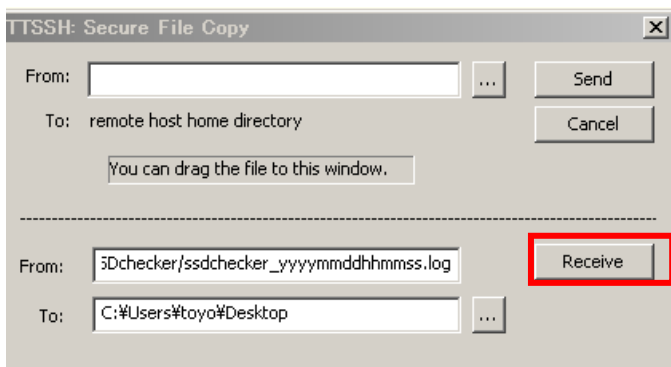 TTSSH: Secure File Copy
From:
...
Send
To: remote host home directory
Cancel
You can drag the file to this window.
From: SDchecker/ssdchecker_yyyymmddhhmmss.log
Receive
To: C:¥Users¥toyo¥Desktop
...